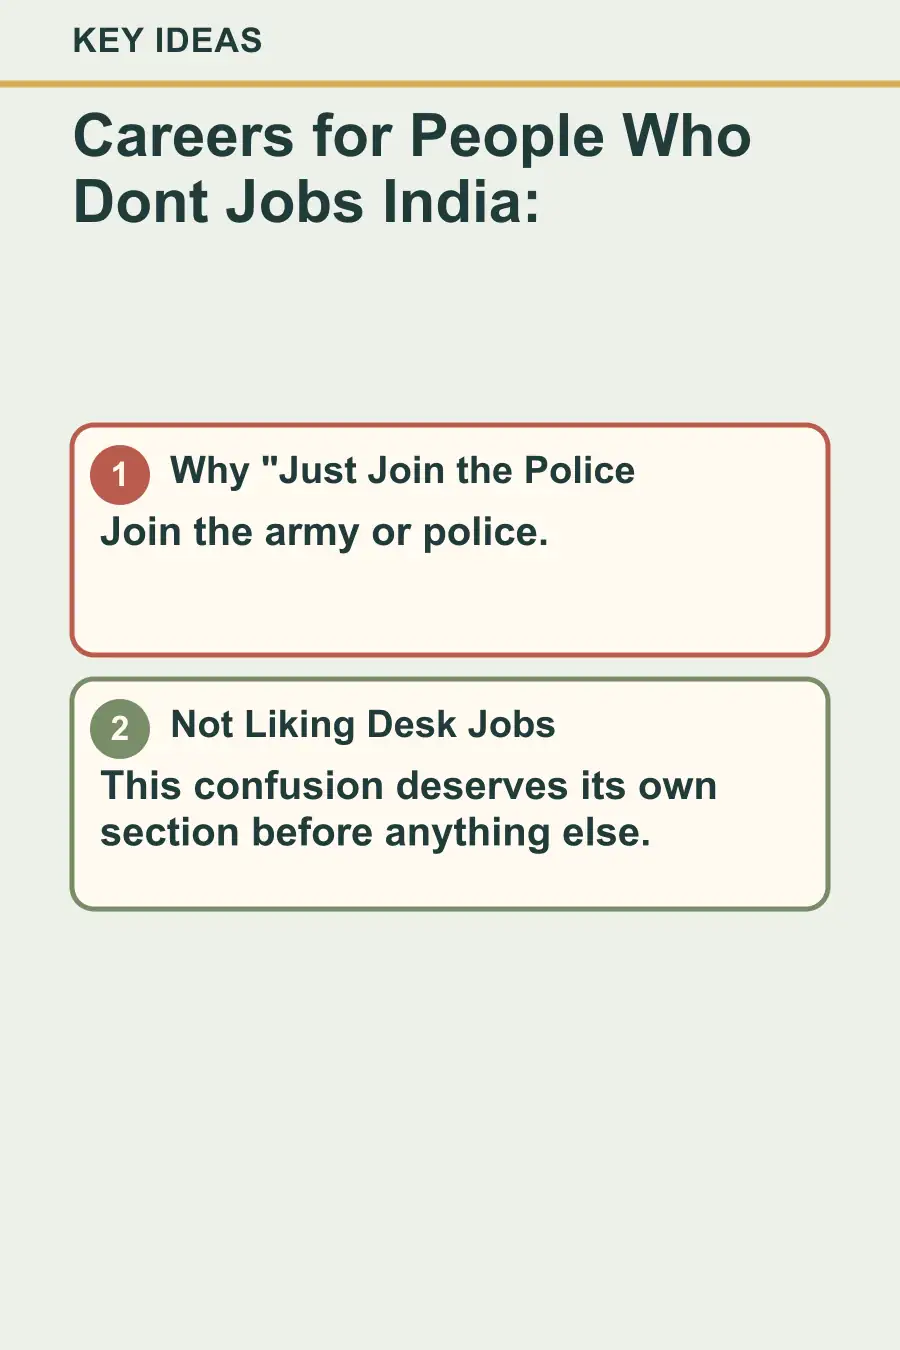 KEY IDEAS
Careers for People Who
Dont Jobs India:
1
Why "Just Join the Police
Join the army or police.
2
Not Liking Desk Jobs
This confusion deserves its own
section before anything else.